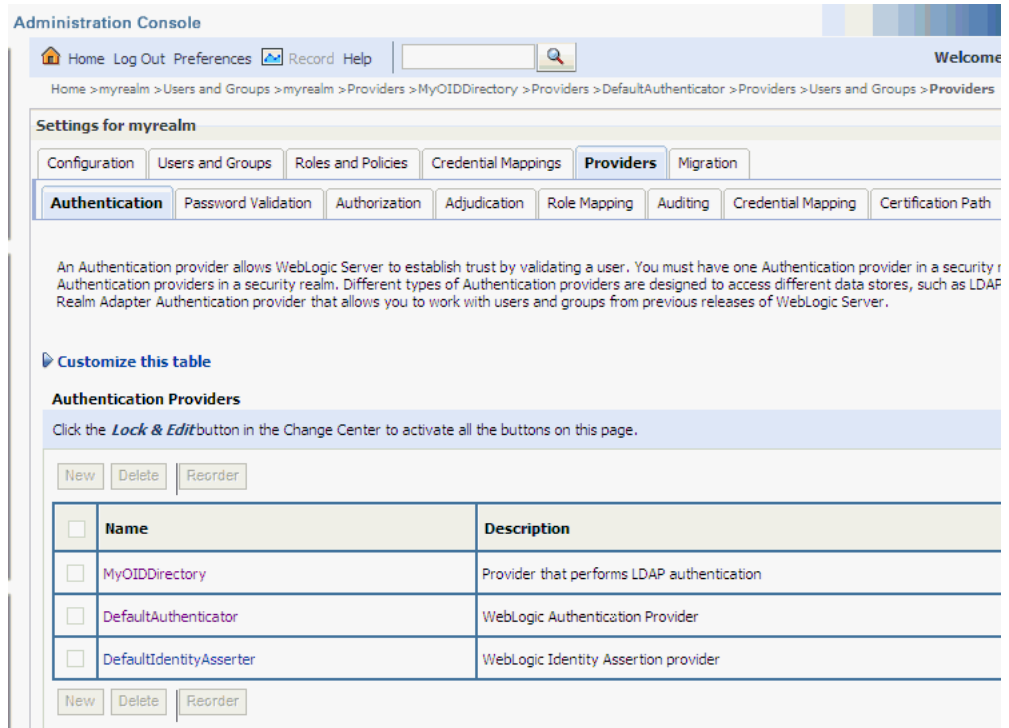 Administration Console
Home Log Out Preferences Record Help
Welcome
Home >myrealm >Users and Groups >myrealm >Providers >MyOIDDirectory >Providers >DefaultAuthenticator >Providers >Users and Groups >Providers
Settings for myrealm
Configuration Users and Groups Roles and Policies Credential Mappings Providers Migration
Authentication Password Validation Authorization Adjudication Role Mapping Auditing Credential Mapping Certification Path
An Authentication provider allows WebLogic Server to establish trust by validating a user. You must have one Authentication provider in a security
Authentication providers in a security realm. Different types of Authentication providers are designed to access different data stores, such as LDAP
Realm Adapter Authentication provider that allows you to work with users and groups from previous releases of WebLogic Server.
Customize this table
Authentication Providers
Click the Lock & Edit button in the Change Center to activate all the buttons on this page.
New Delete Reorder
Name Description
MyOIDDirectory Provider that performs LDAP authentication
DefaultAuthenticator WebLogic Authentication Provider
DefaultIdentityAsserter WebLogic Identity Assertion provider
New Delete Reorder